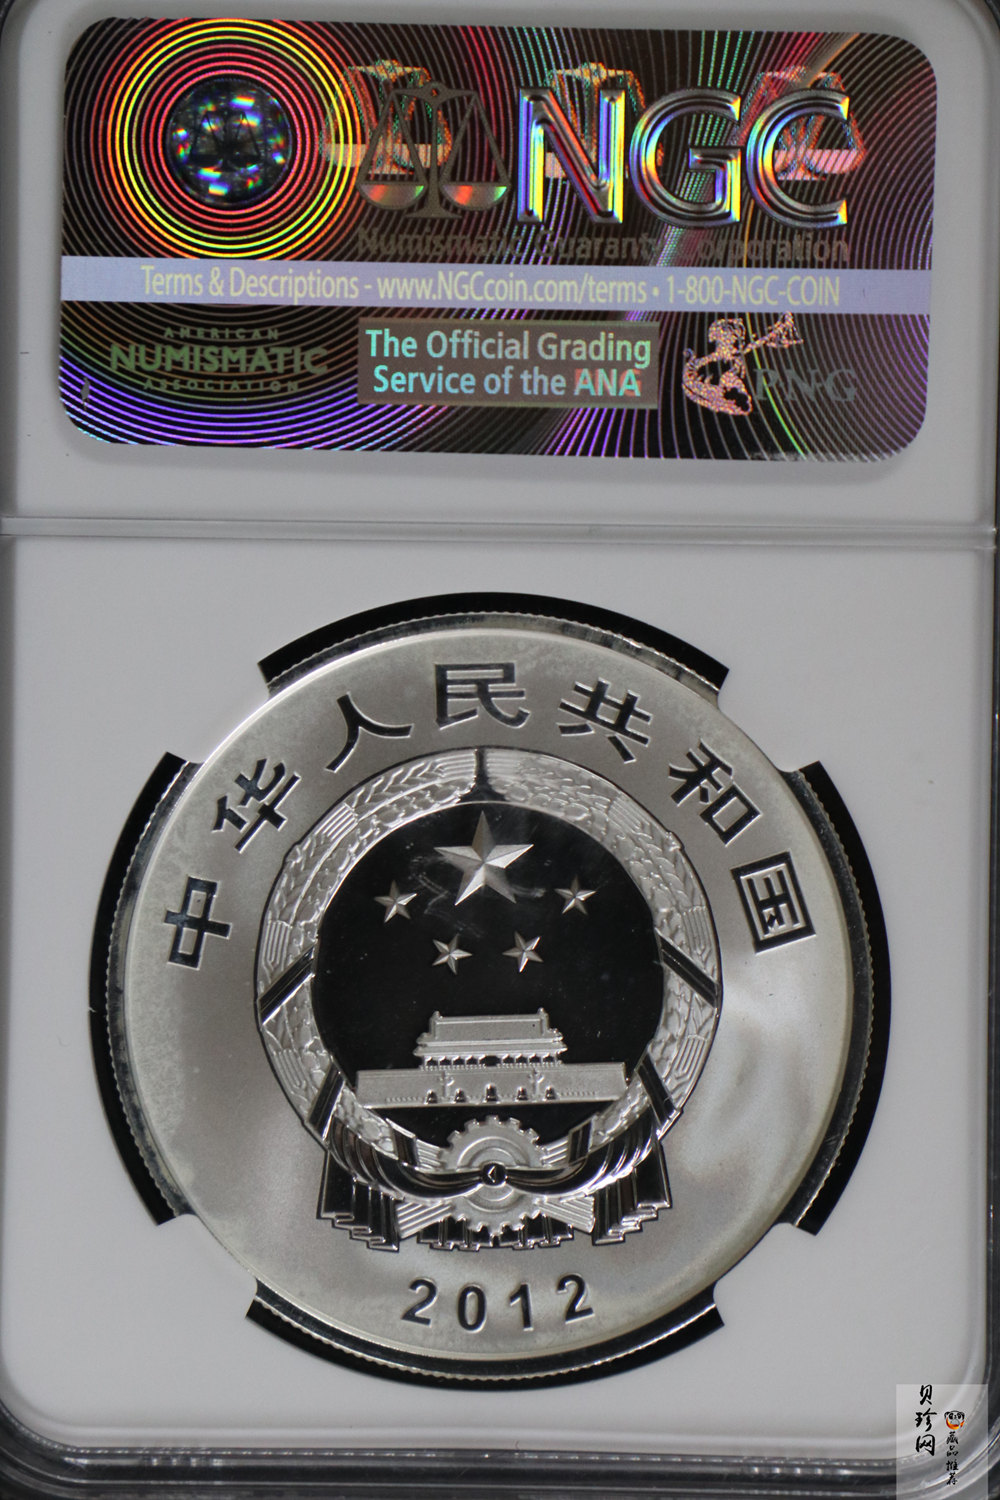 NGC
Numismatic Guaranty Corporation
Terms & Descriptions - www.NGCcoin.com/terms • 1-800-NGC-COIN
AMERICAN
NUMISMATIC
ASSOCIATION
The Official Grading
Service of the ANA
PNG
中华人民共和国
2012
贝珍网
藏品推荐